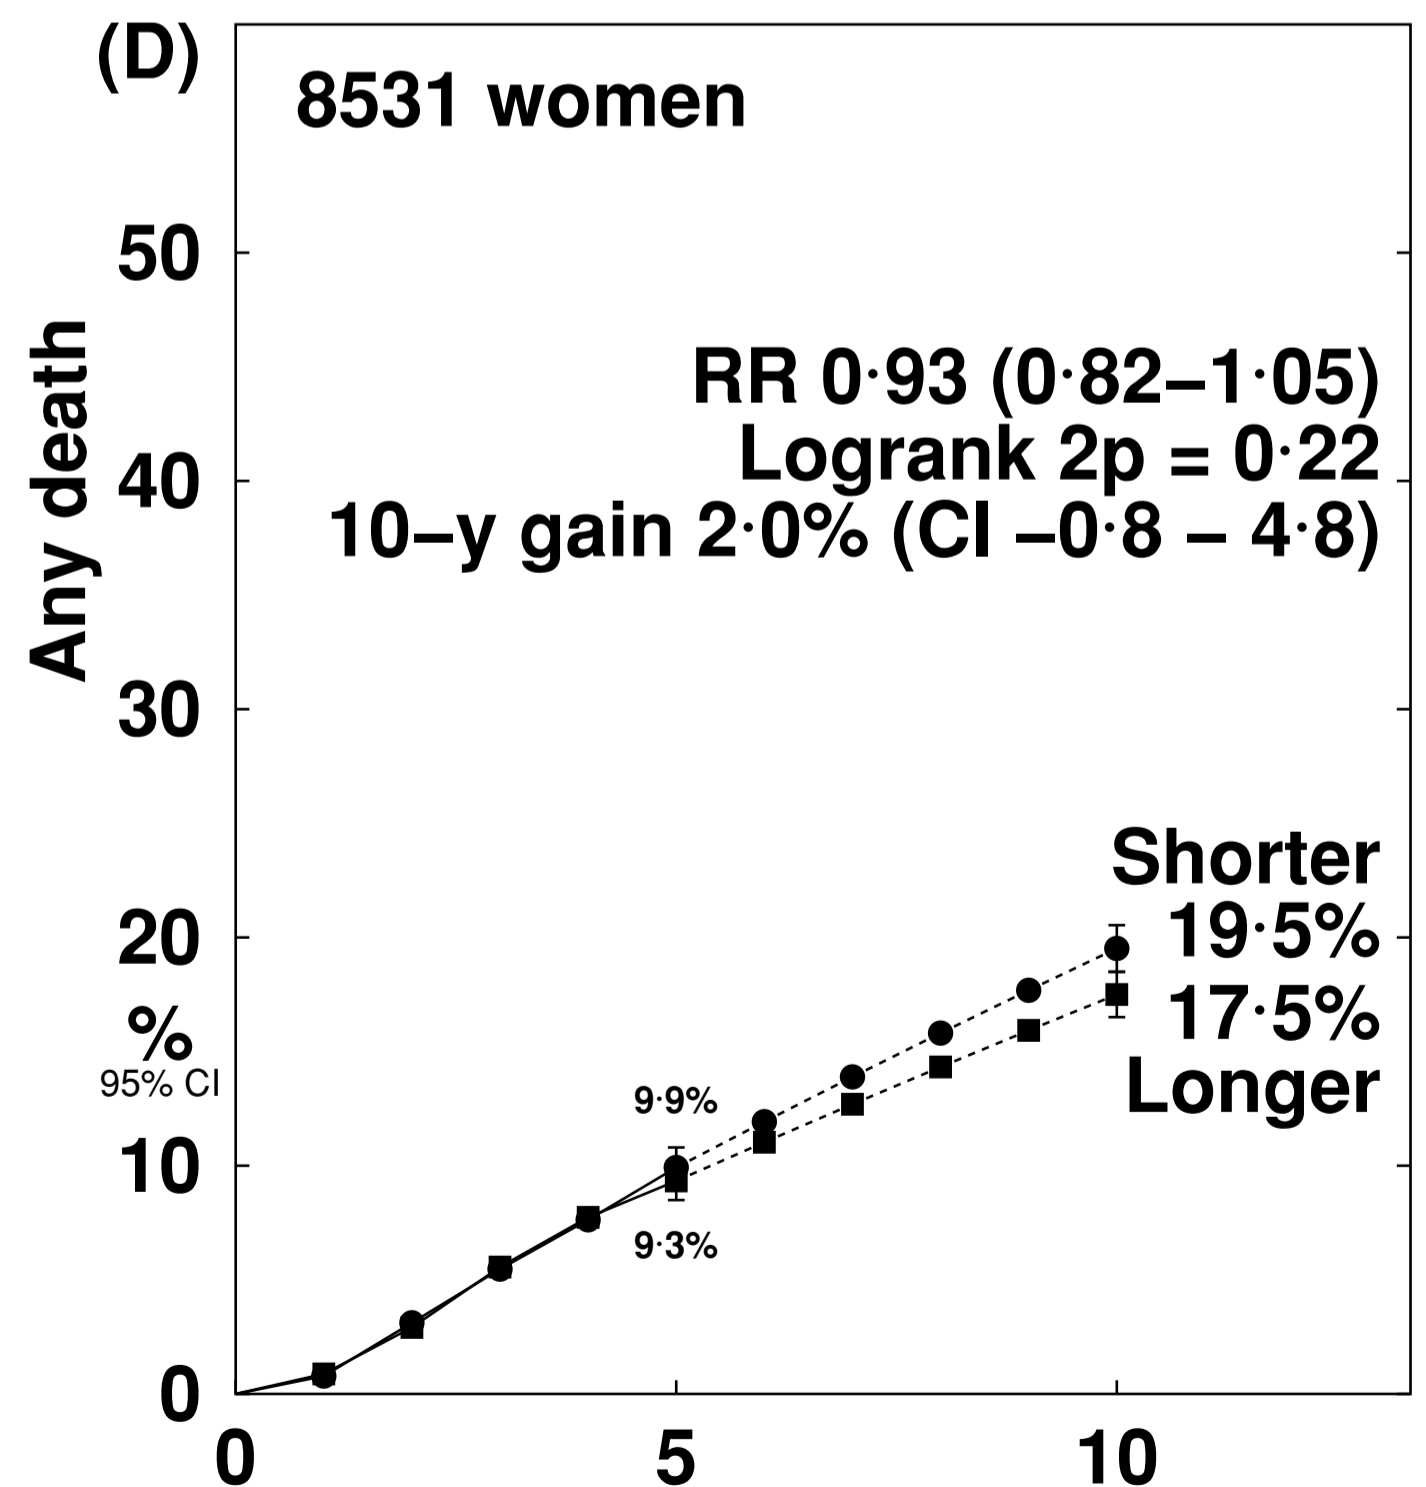 (D)
8531 women
50
RR 0·93 (0·82–1·05)
Logrank 2p = 0·22
10–y gain 2·0% (CI –0·8 – 4·8)
Any death
40
30
Shorter
19·5%
17·5%
Longer
20
%
95% CI
9·9%
10
9·3%
0
0 5 10